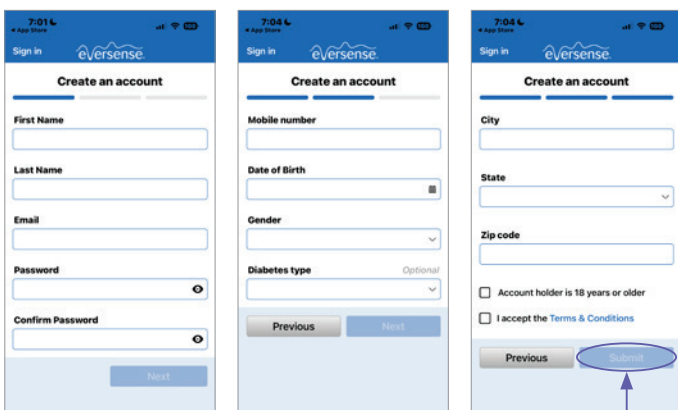 7:01
App Store
Sign in
eversense.
Create an account
First Name
Last Name
Email
Password
Confirm Password
Next
7:04
App Store
Sign in
eversense.
Create an account
Mobile number
Date of Birth
Gender
Diabetes type Optional
Previous Next
7:04
App Store
Sign in
eversense.
Create an account
City
State
Zip code
Account holder is 18 years or older
I accept the Terms & Conditions
Previous Submit